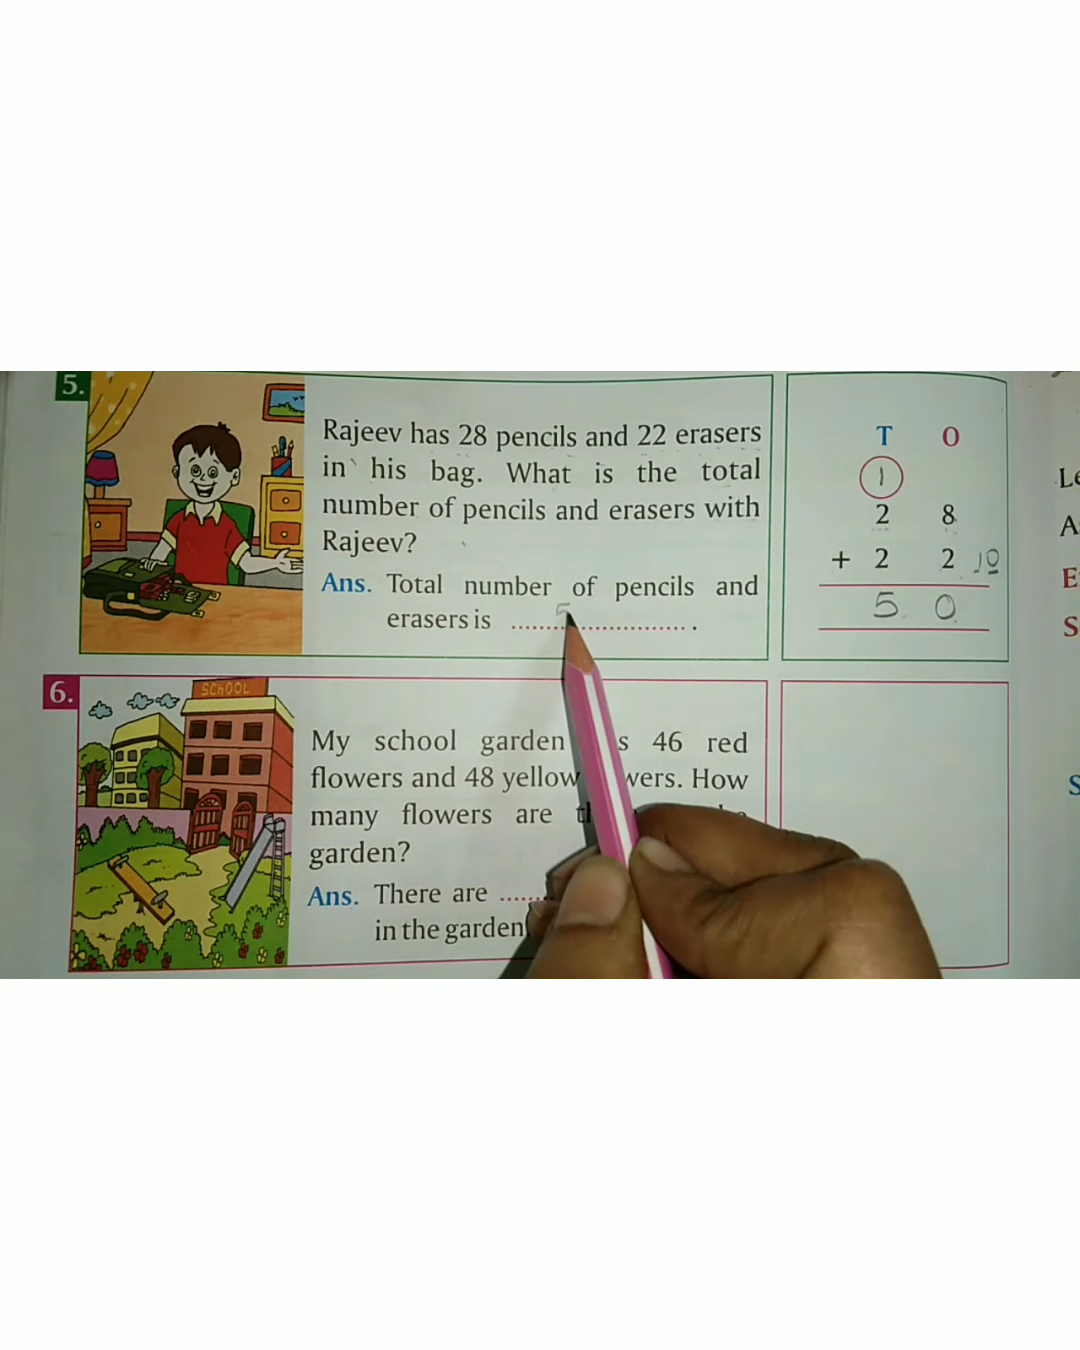 5.
Rajeev has 28 pencils and 22 erasers
in his bag. What is the total
number of pencils and erasers with
Rajeev?
Ans. Total number of pencils and
erasers is 5 .................... .
T O
1
2 8
+ 2 2 10
5 0
6.
SCHOOL
My school garden s 46 red
flowers and 48 yellow wers. How
many flowers are
garden?
Ans. There are .......
in the garden
Le
A
E
S
S